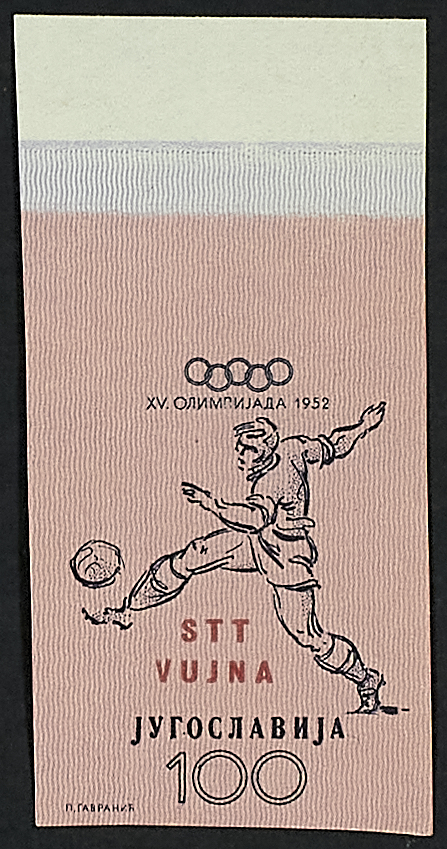 XV. ОЛИМПИЈАДА 1952
STT
VUJNA
ЈУГОСЛАВИЈА
100
П. ГАВРАНИЋ